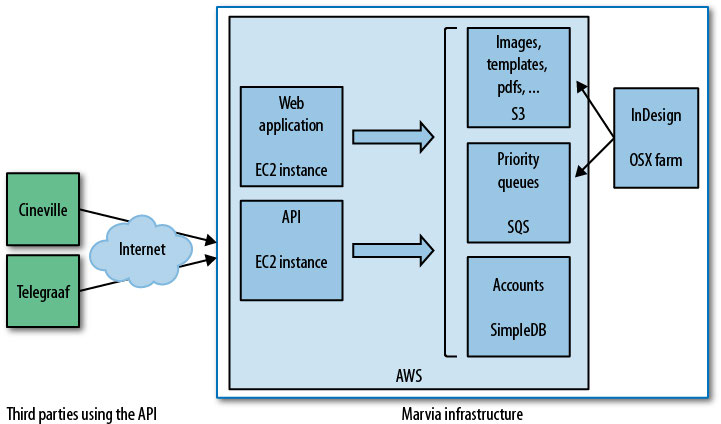 Cineville
Telegraaf
Internet
Third parties using the API
Web
application
EC2 instance
API
EC2 instance
Images,
templates,
pdfs, ...
S3
Priority
queues
SQS
Accounts
SimpleDB
AWS
InDesign
OSX farm
Marvia infrastructure